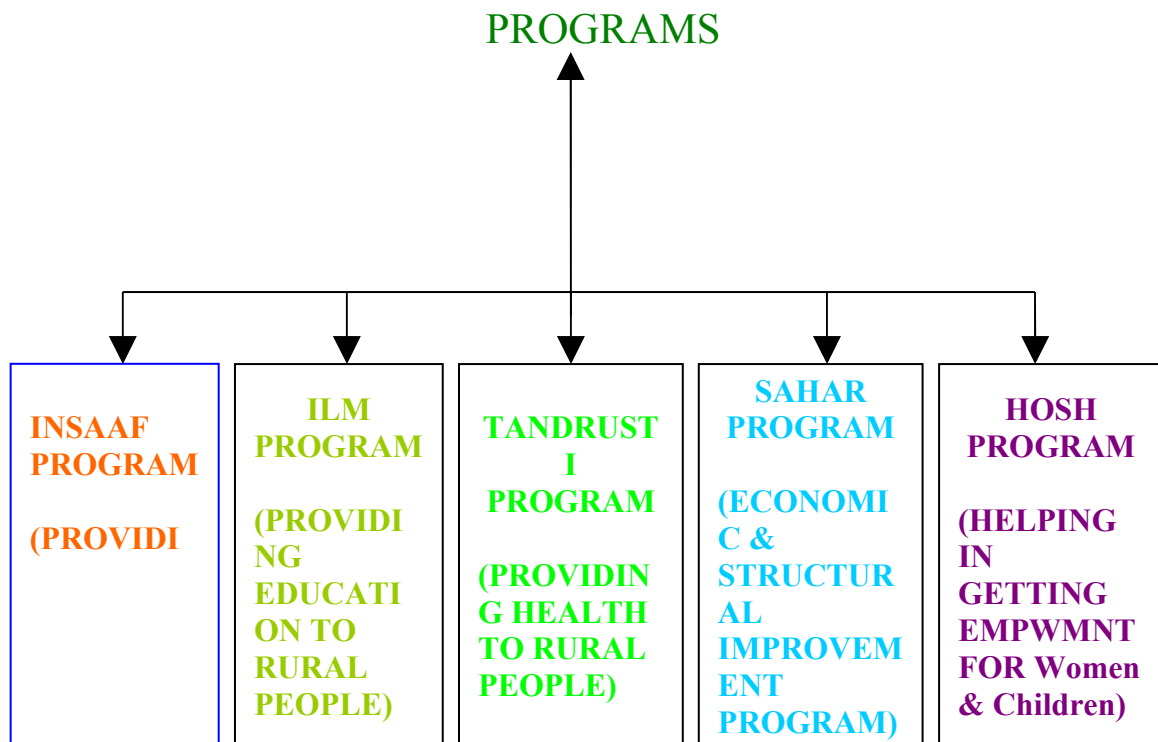 PROGRAMS
INSAAF
PROGRAM
(PROVIDI
ILM
PROGRAM
(PROVIDI
NG
EDUCATI
ON TO
RURAL
PEOPLE)
TANDRUST
I
PROGRAM
(PROVIDIN
G HEALTH
TO RURAL
PEOPLE)
SAHAR
PROGRAM
(ECONOMI
C &
STRUCTUR
AL
IMPROVEM
ENT
PROGRAM)
HOSH
PROGRAM
(HELPING
IN
GETTING
EMPWMNT
FOR Women
& Children)